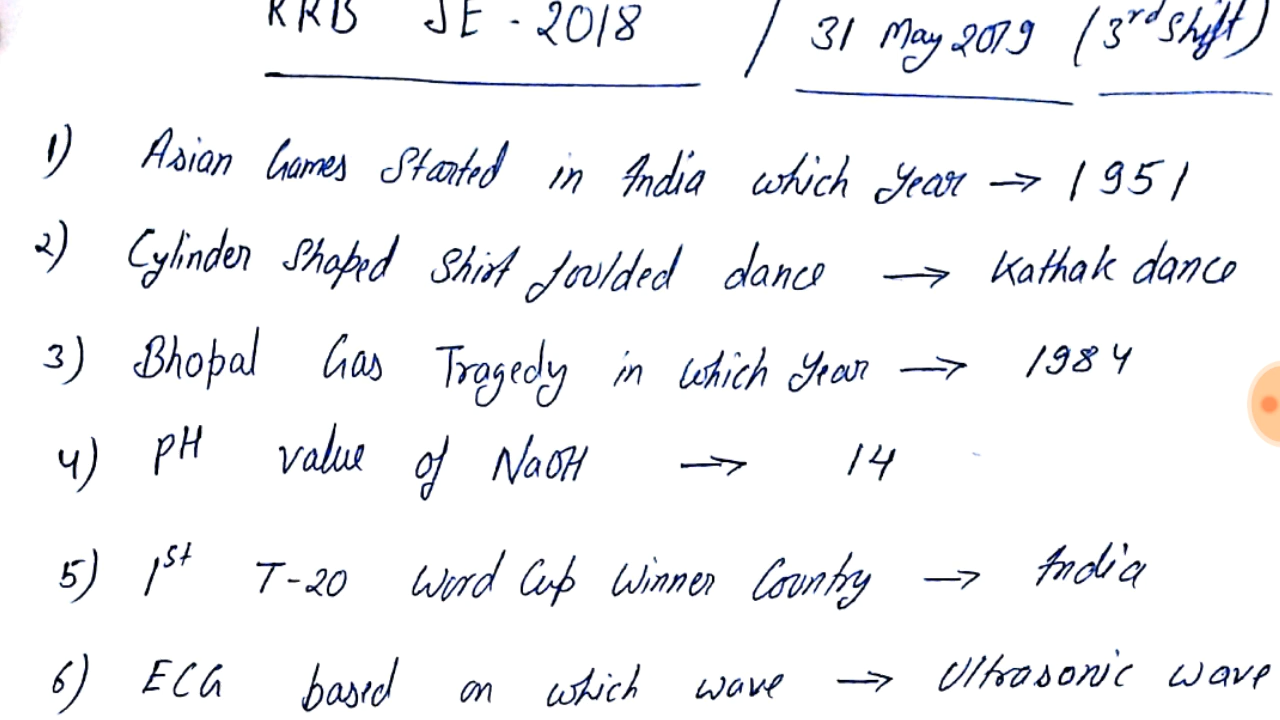 RRB JE - 2018 / 31 May 2019 (3rd Shift)
1) Asian Games Started in India which Year → 1951
2) Cylinder Shaped Shirt foulded dance → Kathak dance
3) Bhopal Gas Tragedy in which Year → 1984
4) pH value of NaOH → 14
5) 1st T-20 Word Cup Winner Country → India
6) ECG based on which wave → Ultrasonic wave